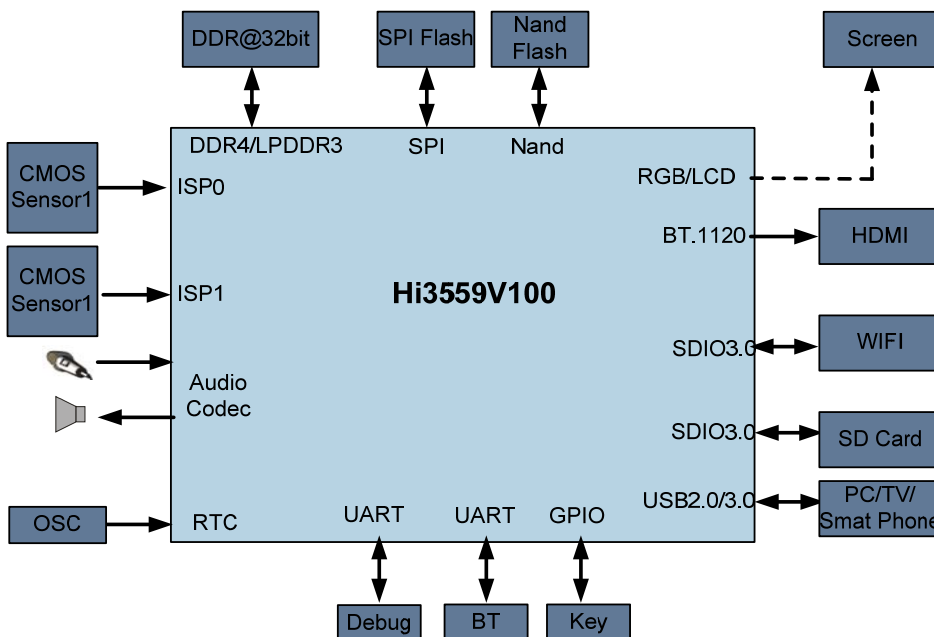 DDR@32bit
SPI Flash
Nand
Flash
Screen
DDR4/LPDDR3
SPI
Nand
CMOS
Sensor1
ISP0
RGB/LCD
BT.1120
HDMI
CMOS
Sensor1
ISP1
Hi3559V100
SDIO3.0
WIFI
Audio
Codec
SDIO3.0
SD Card
USB2.0/3.0
PC/TV/
Smat Phone
OSC
RTC
UART
UART
GPIO
Debug
BT
Key